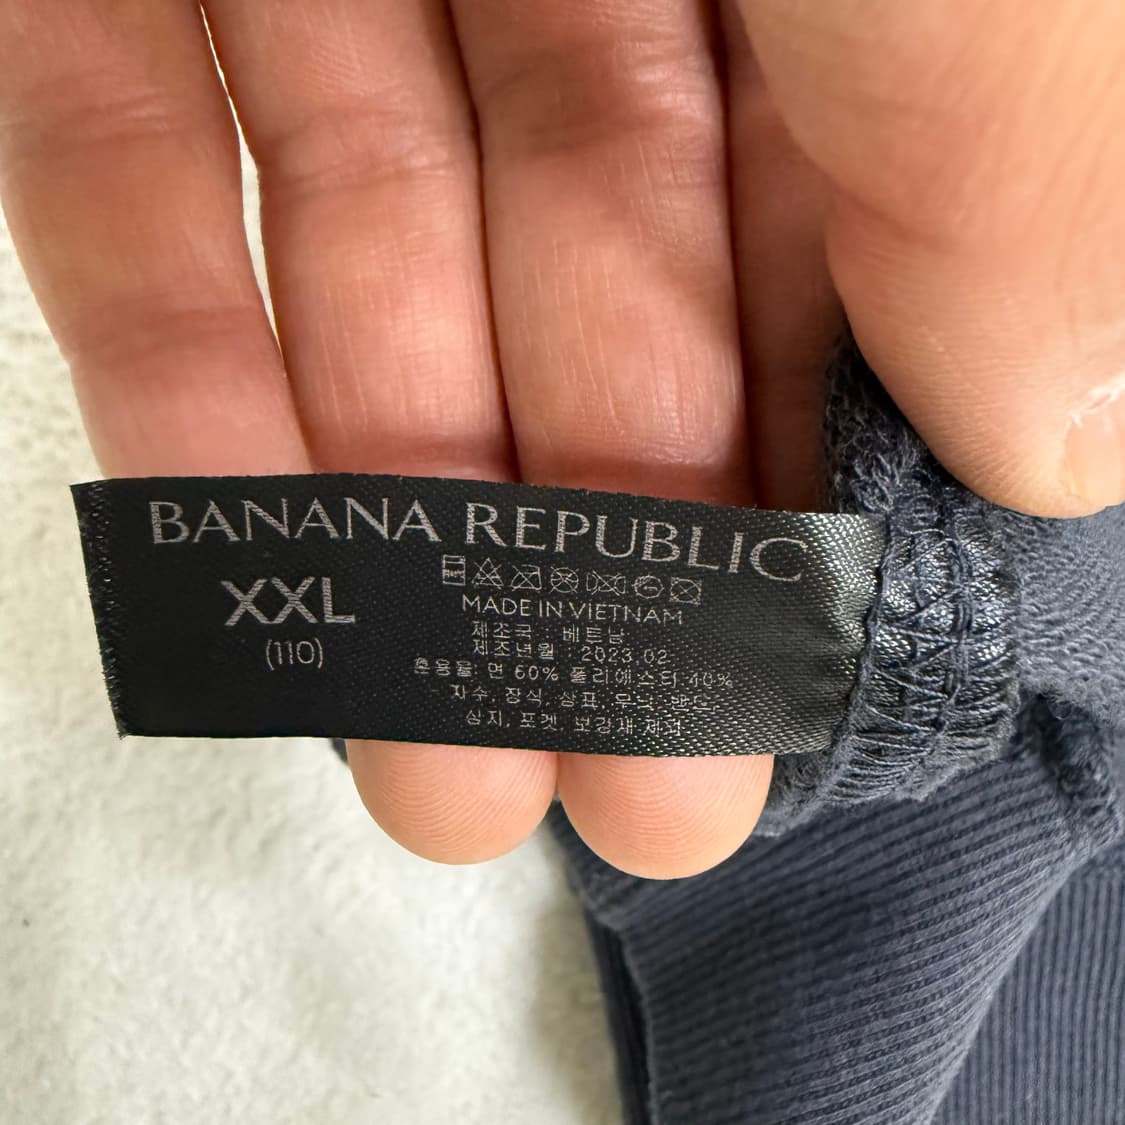 BANANA REPUBLIC
XXL
(110)
MADE IN VIETNAM
제조국 : 베트남
제조년월 : 2023.02
혼용율: 면 60% 폴리에스터 40%
자수, 장식, 상표, 무늬, 밴드
심지, 포켓, 보강재 제외